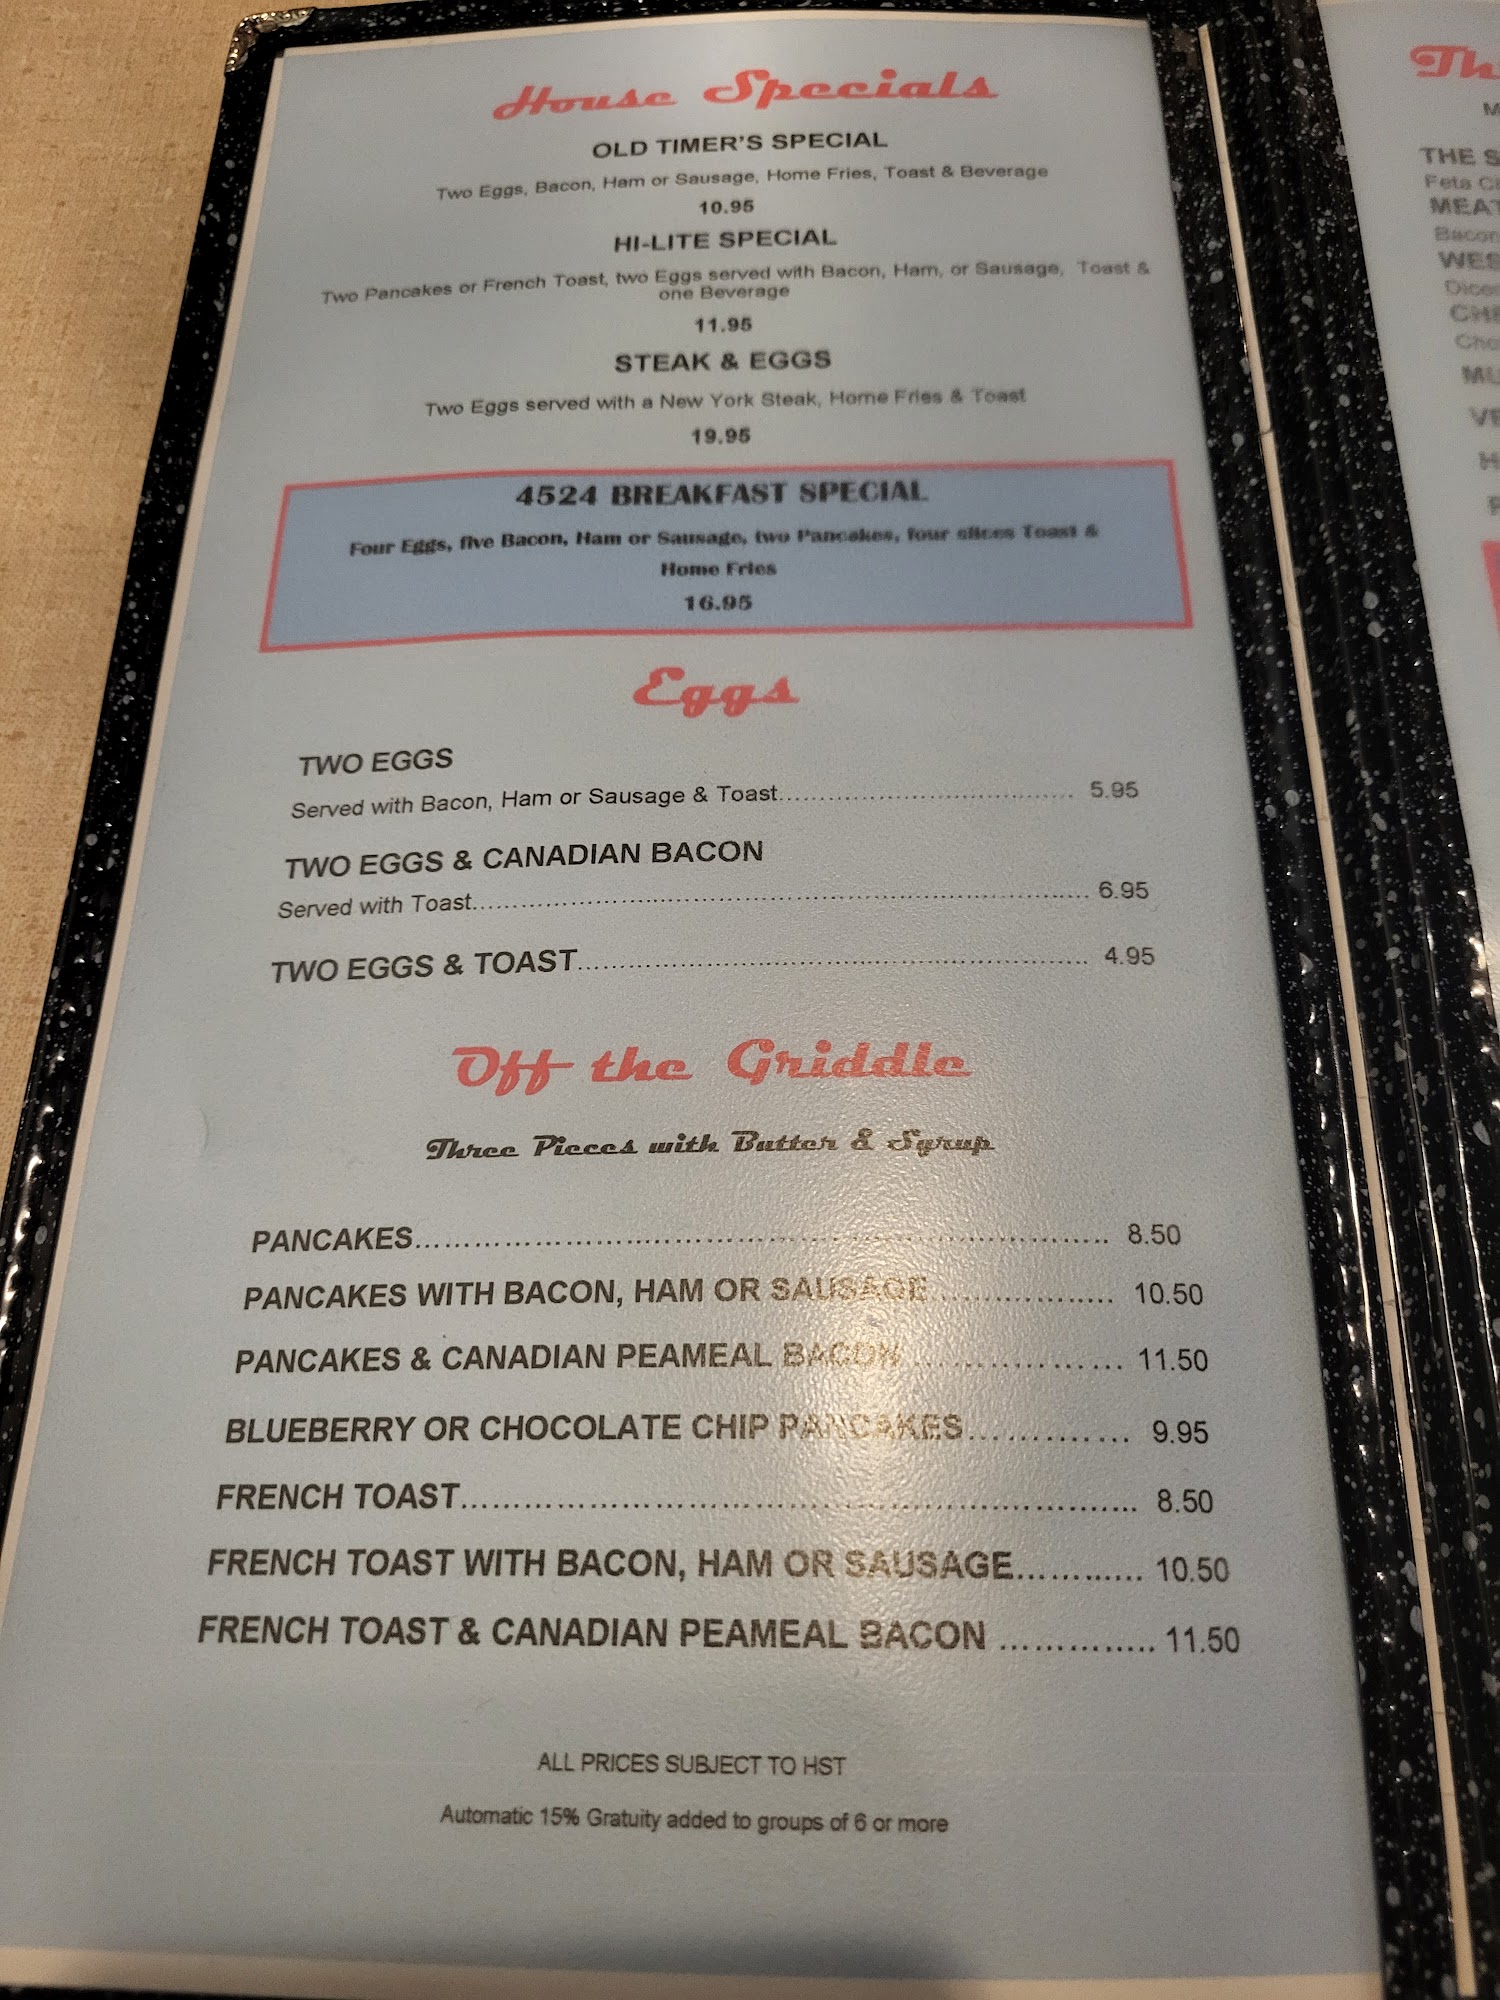 House Specials
OLD TIMER'S SPECIAL
Two Eggs, Bacon, Ham or Sausage, Home Fries, Toast & Beverage
10.95
HI-LITE SPECIAL
Two Pancakes or French Toast, two Eggs served with Bacon, Ham, or Sausage, Toast &
one Beverage
11.95
STEAK & EGGS
Two Eggs served with a New York Steak, Home Fries & Toast
19.95
4524 BREAKFAST SPECIAL
Four Eggs, five Bacon, Ham or Sausage, two Pancakes, four slices Toast &
Home Fries
16.95
Eggs
TWO EGGS
Served with Bacon, Ham or Sausage & Toast 5.95
TWO EGGS & CANADIAN BACON
Served with Toast 6.95
TWO EGGS & TOAST 4.95
Off the Griddle
Three Pieces with Butter & Syrup
PANCAKES 8.50
PANCAKES WITH BACON, HAM OR SAUSAGE 10.50
PANCAKES & CANADIAN PEAMEAL BACON 11.50
BLUEBERRY OR CHOCOLATE CHIP PANCAKES 9.95
FRENCH TOAST 8.50
FRENCH TOAST WITH BACON, HAM OR SAUSAGE 10.50
FRENCH TOAST & CANADIAN PEAMEAL BACON 11.50
ALL PRICES SUBJECT TO HST
Automatic 15% Gratuity added to groups of 6 or more
THE
Feta
Bacon